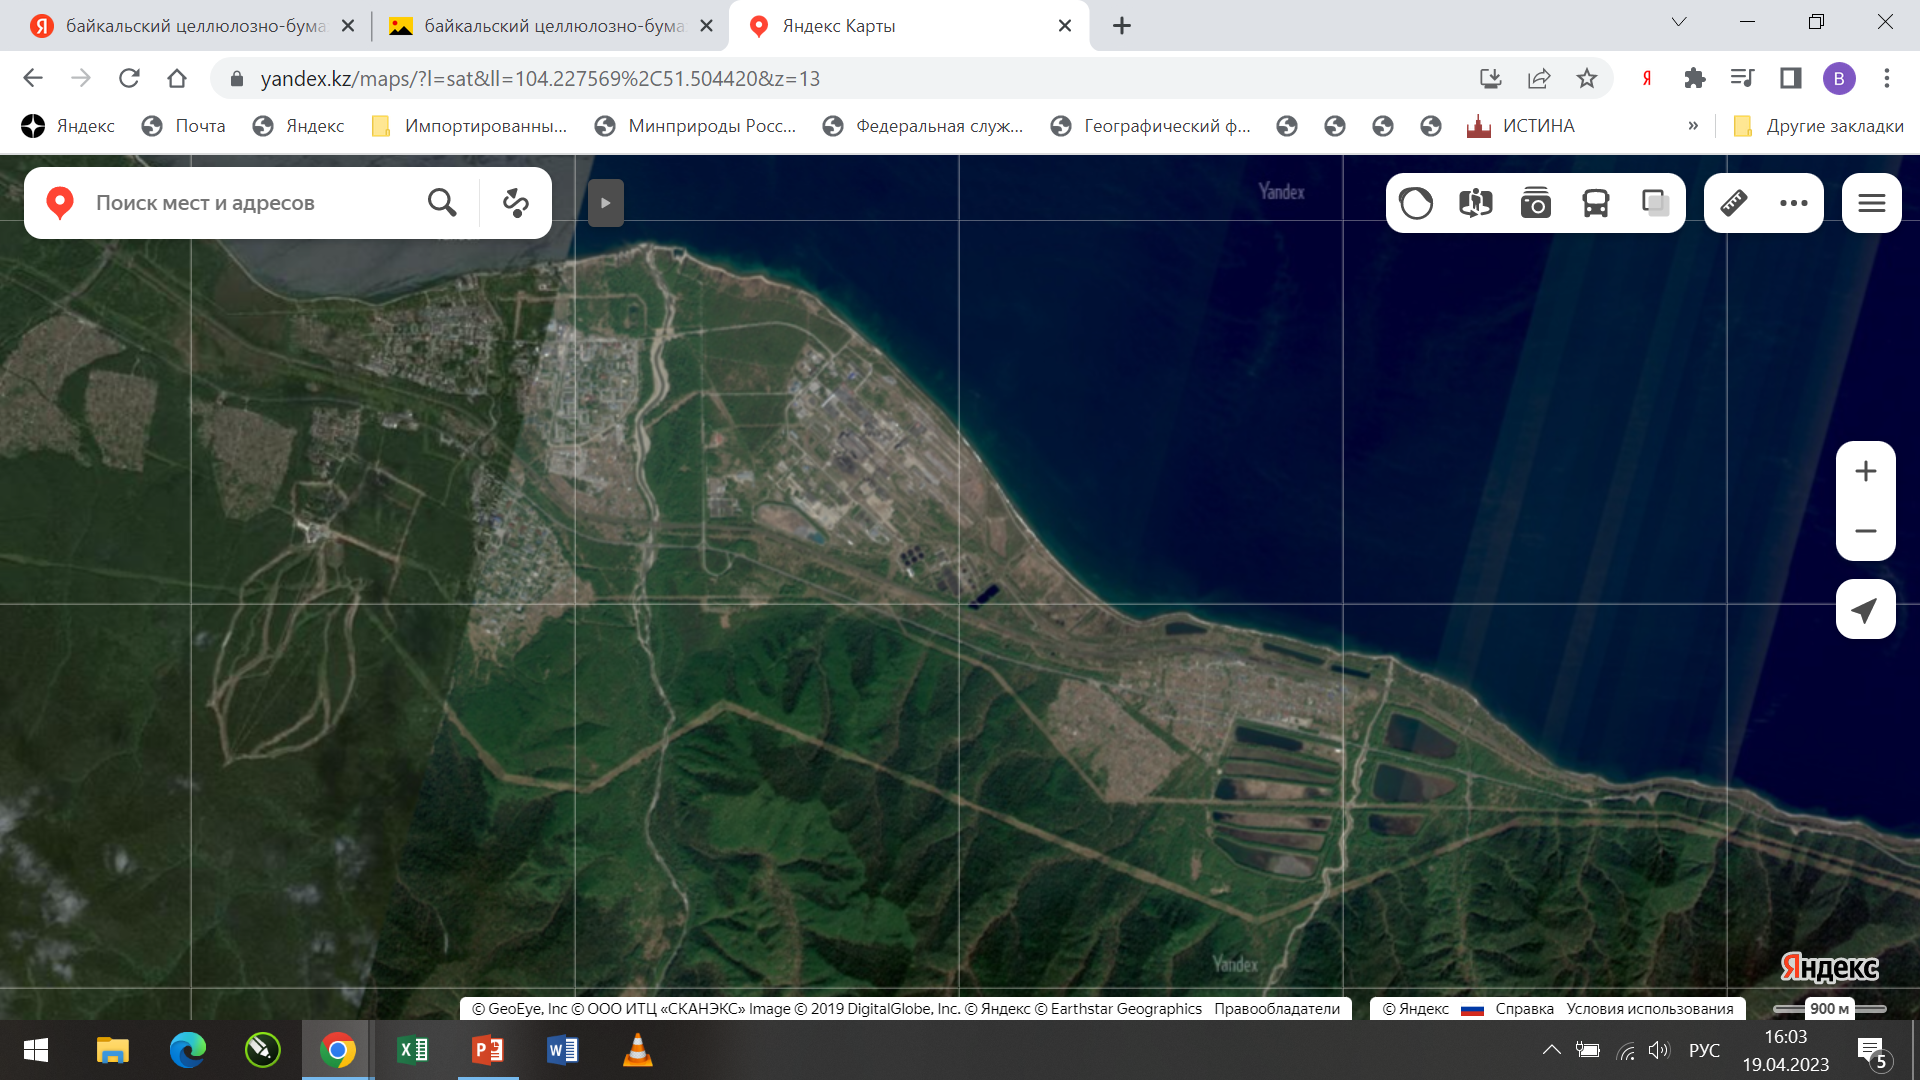 байкальский целлюлозно-бума
байкальский целлюлозно-бума
Яндекс Карты
yandex.kz/maps/?l=sat&ll=104.227569%2C51.504420&z=13
Я
В
Яндекс
Почта
Яндекс
Импортированны...
Минприроды Росс...
Федеральная служ...
Географический ф...
ИСТИНА
»
Другие закладки
Поиск мест и адресов
Yandex
Yandex
Яндекс
© GeoEye, Inc © ООО ИТЦ «СКАНЭКС» Image © 2019 DigitalGlobe, Inc. © Яндекс © Earthstar Geographics Правообладатели
© Яндекс Справка Условия использования
900 м
РУС
16:03
19.04.2023
5